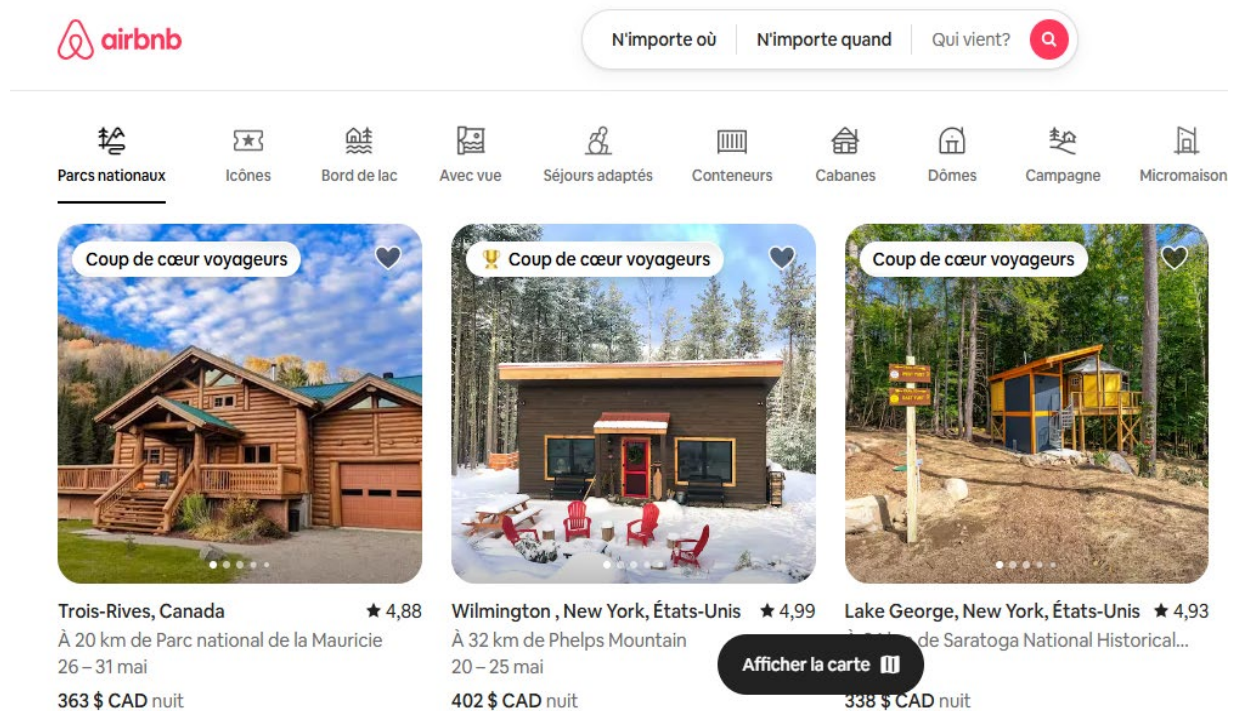 airbnb
N'importe où
N'importe quand
Qui vient?
Parcs nationaux
Icônes
Bord de lac
Avec vue
Séjours adaptés
Conteneurs
Cabanes
Dômes
Campagne
Micromaison
Coup de cœur voyageurs
Coup de cœur voyageurs
Coup de cœur voyageurs
Trois-Rives, Canada ★ 4,88
À 20 km de Parc national de la Mauricie
26 – 31 mai
363 $ CAD nuit
Wilmington , New York, États-Unis ★ 4,99
À 32 km de Phelps Mountain
20 – 25 mai
402 $ CAD nuit
Lake George, New York, États-Unis ★ 4,93
de Saratoga National Historical...
338 $ CAD nuit
Afficher la carte